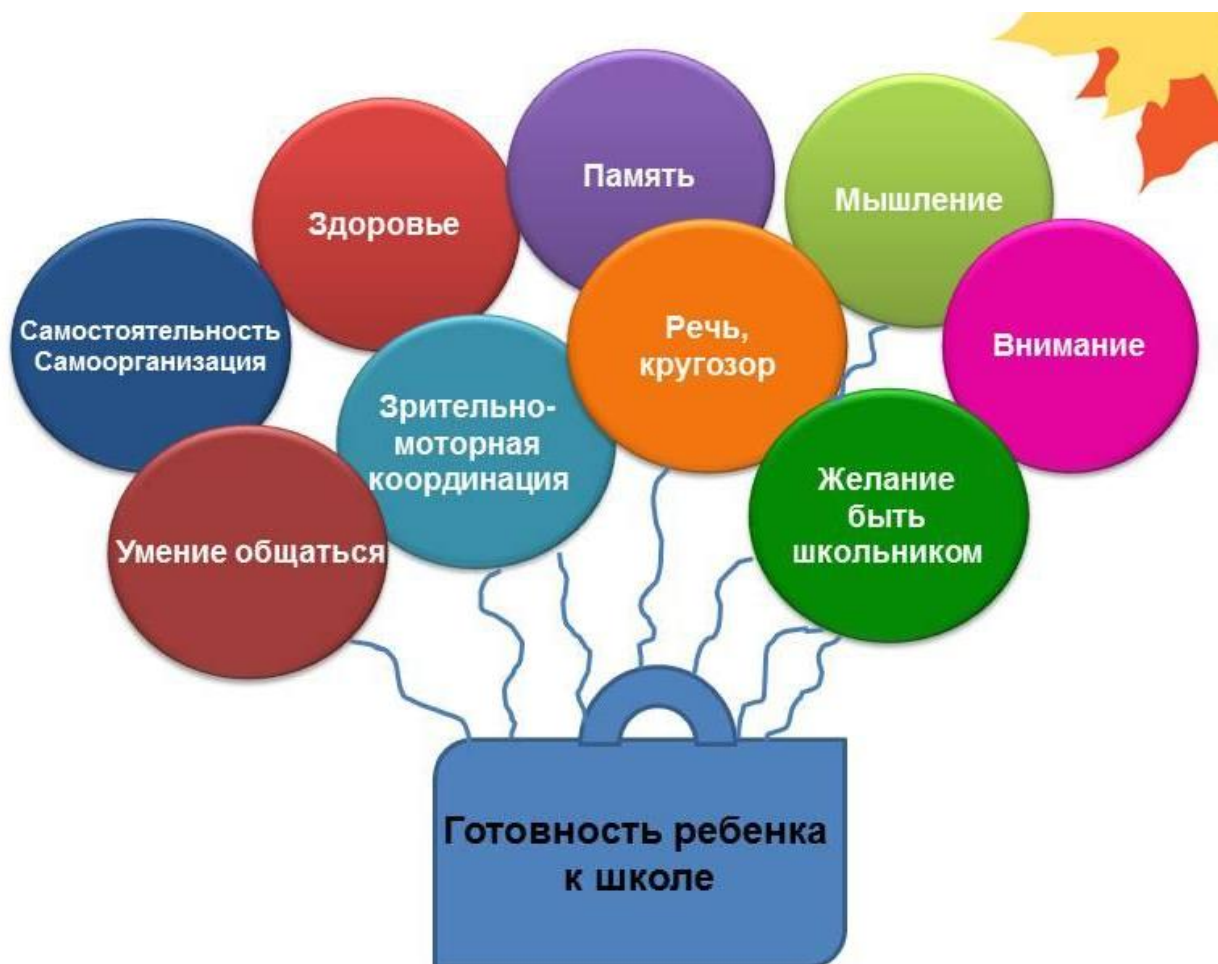 Память
Мышление
Здоровье
Самостоятельность
Самоорганизация
Речь,
кругозор
Внимание
Зрительно-
моторная
координация
Желание
быть
школьником
Умение общаться
Готовность ребенка
к школе